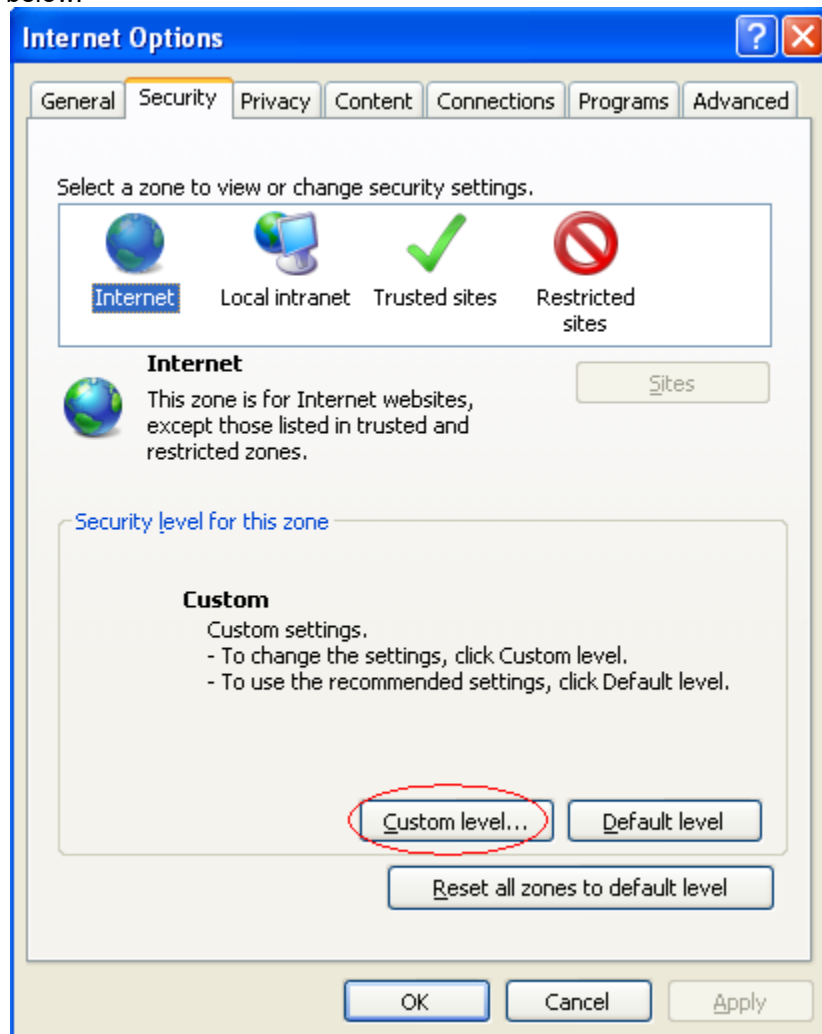 below.
Internet Options
General Security Privacy Content Connections Programs Advanced
Select a zone to view or change security settings.
Internet Local intranet Trusted sites Restricted
sites
Internet
Sites
This zone is for Internet websites,
except those listed in trusted and
restricted zones.
Security level for this zone
Custom
Custom settings.
- To change the settings, click Custom level.
- To use the recommended settings, click Default level.
Custom level... Default level
Reset all zones to default level
OK Cancel Apply